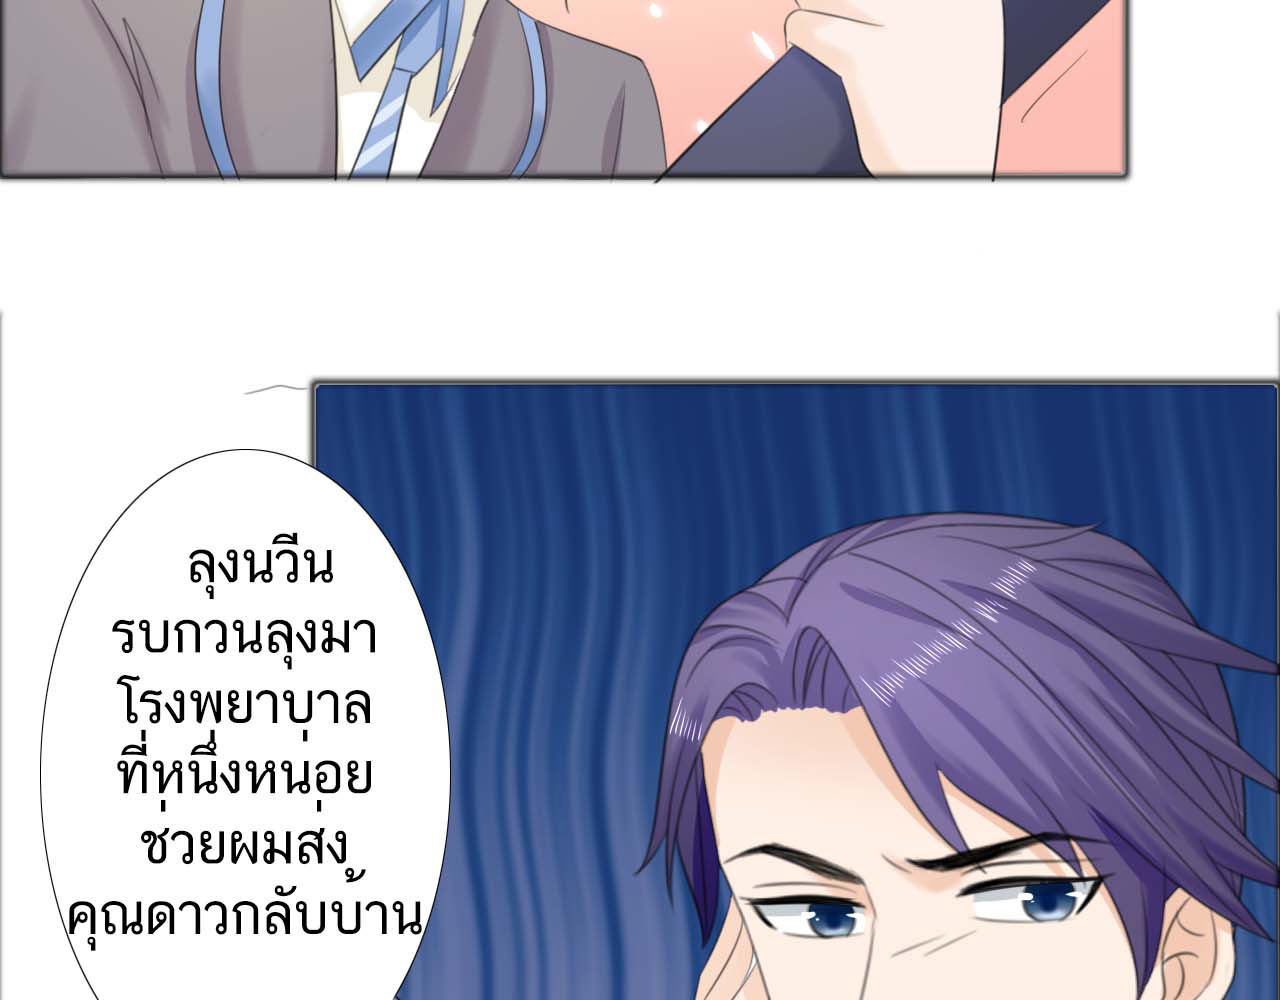 ลุงนวีน
รบกวนลุงมา
โรงพยาบาล
ที่หนึ่งหน่อย
ช่วยผมส่ง
คุณดาวกลับบ้าน